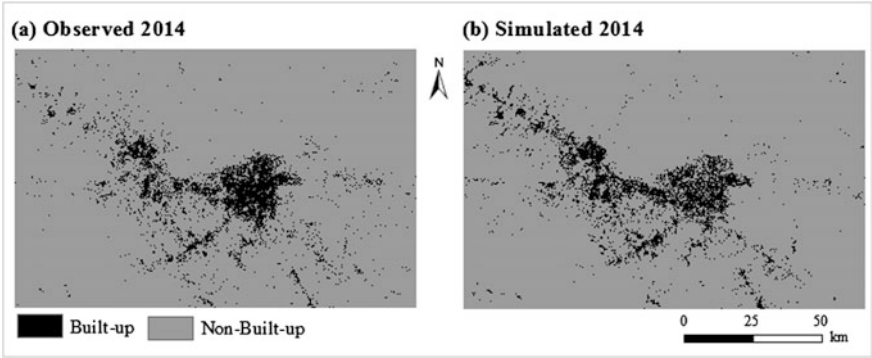 (a) Observed 2014
(b) Simulated 2014
N
Built-up
Non-Built-up
0 25 50
km